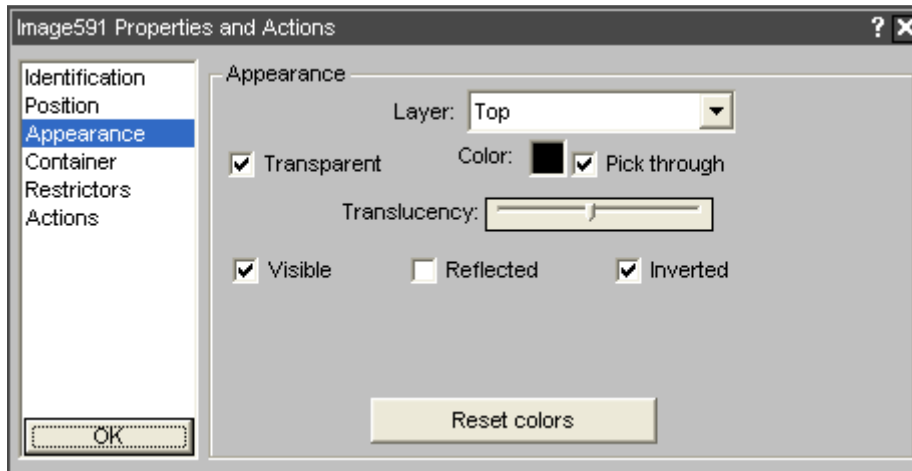 Image591 Properties and Actions ? X
Identification
Position
Appearance
Container
Restrictors
Actions
OK
Appearance
Layer: Top
Transparent Color: Pick through
Translucency:
Visible Reflected Inverted
Reset colors